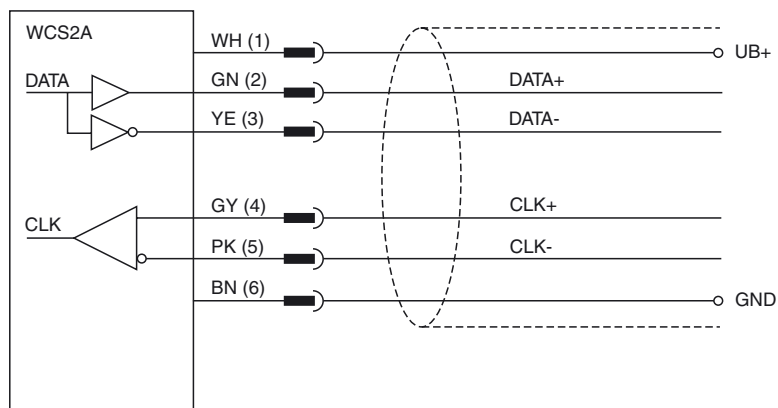 WCS2A
WH (1)
UB+
DATA
GN (2)
DATA+
YE (3)
DATA-
CLK
GY (4)
CLK+
PK (5)
CLK-
BN (6)
GND